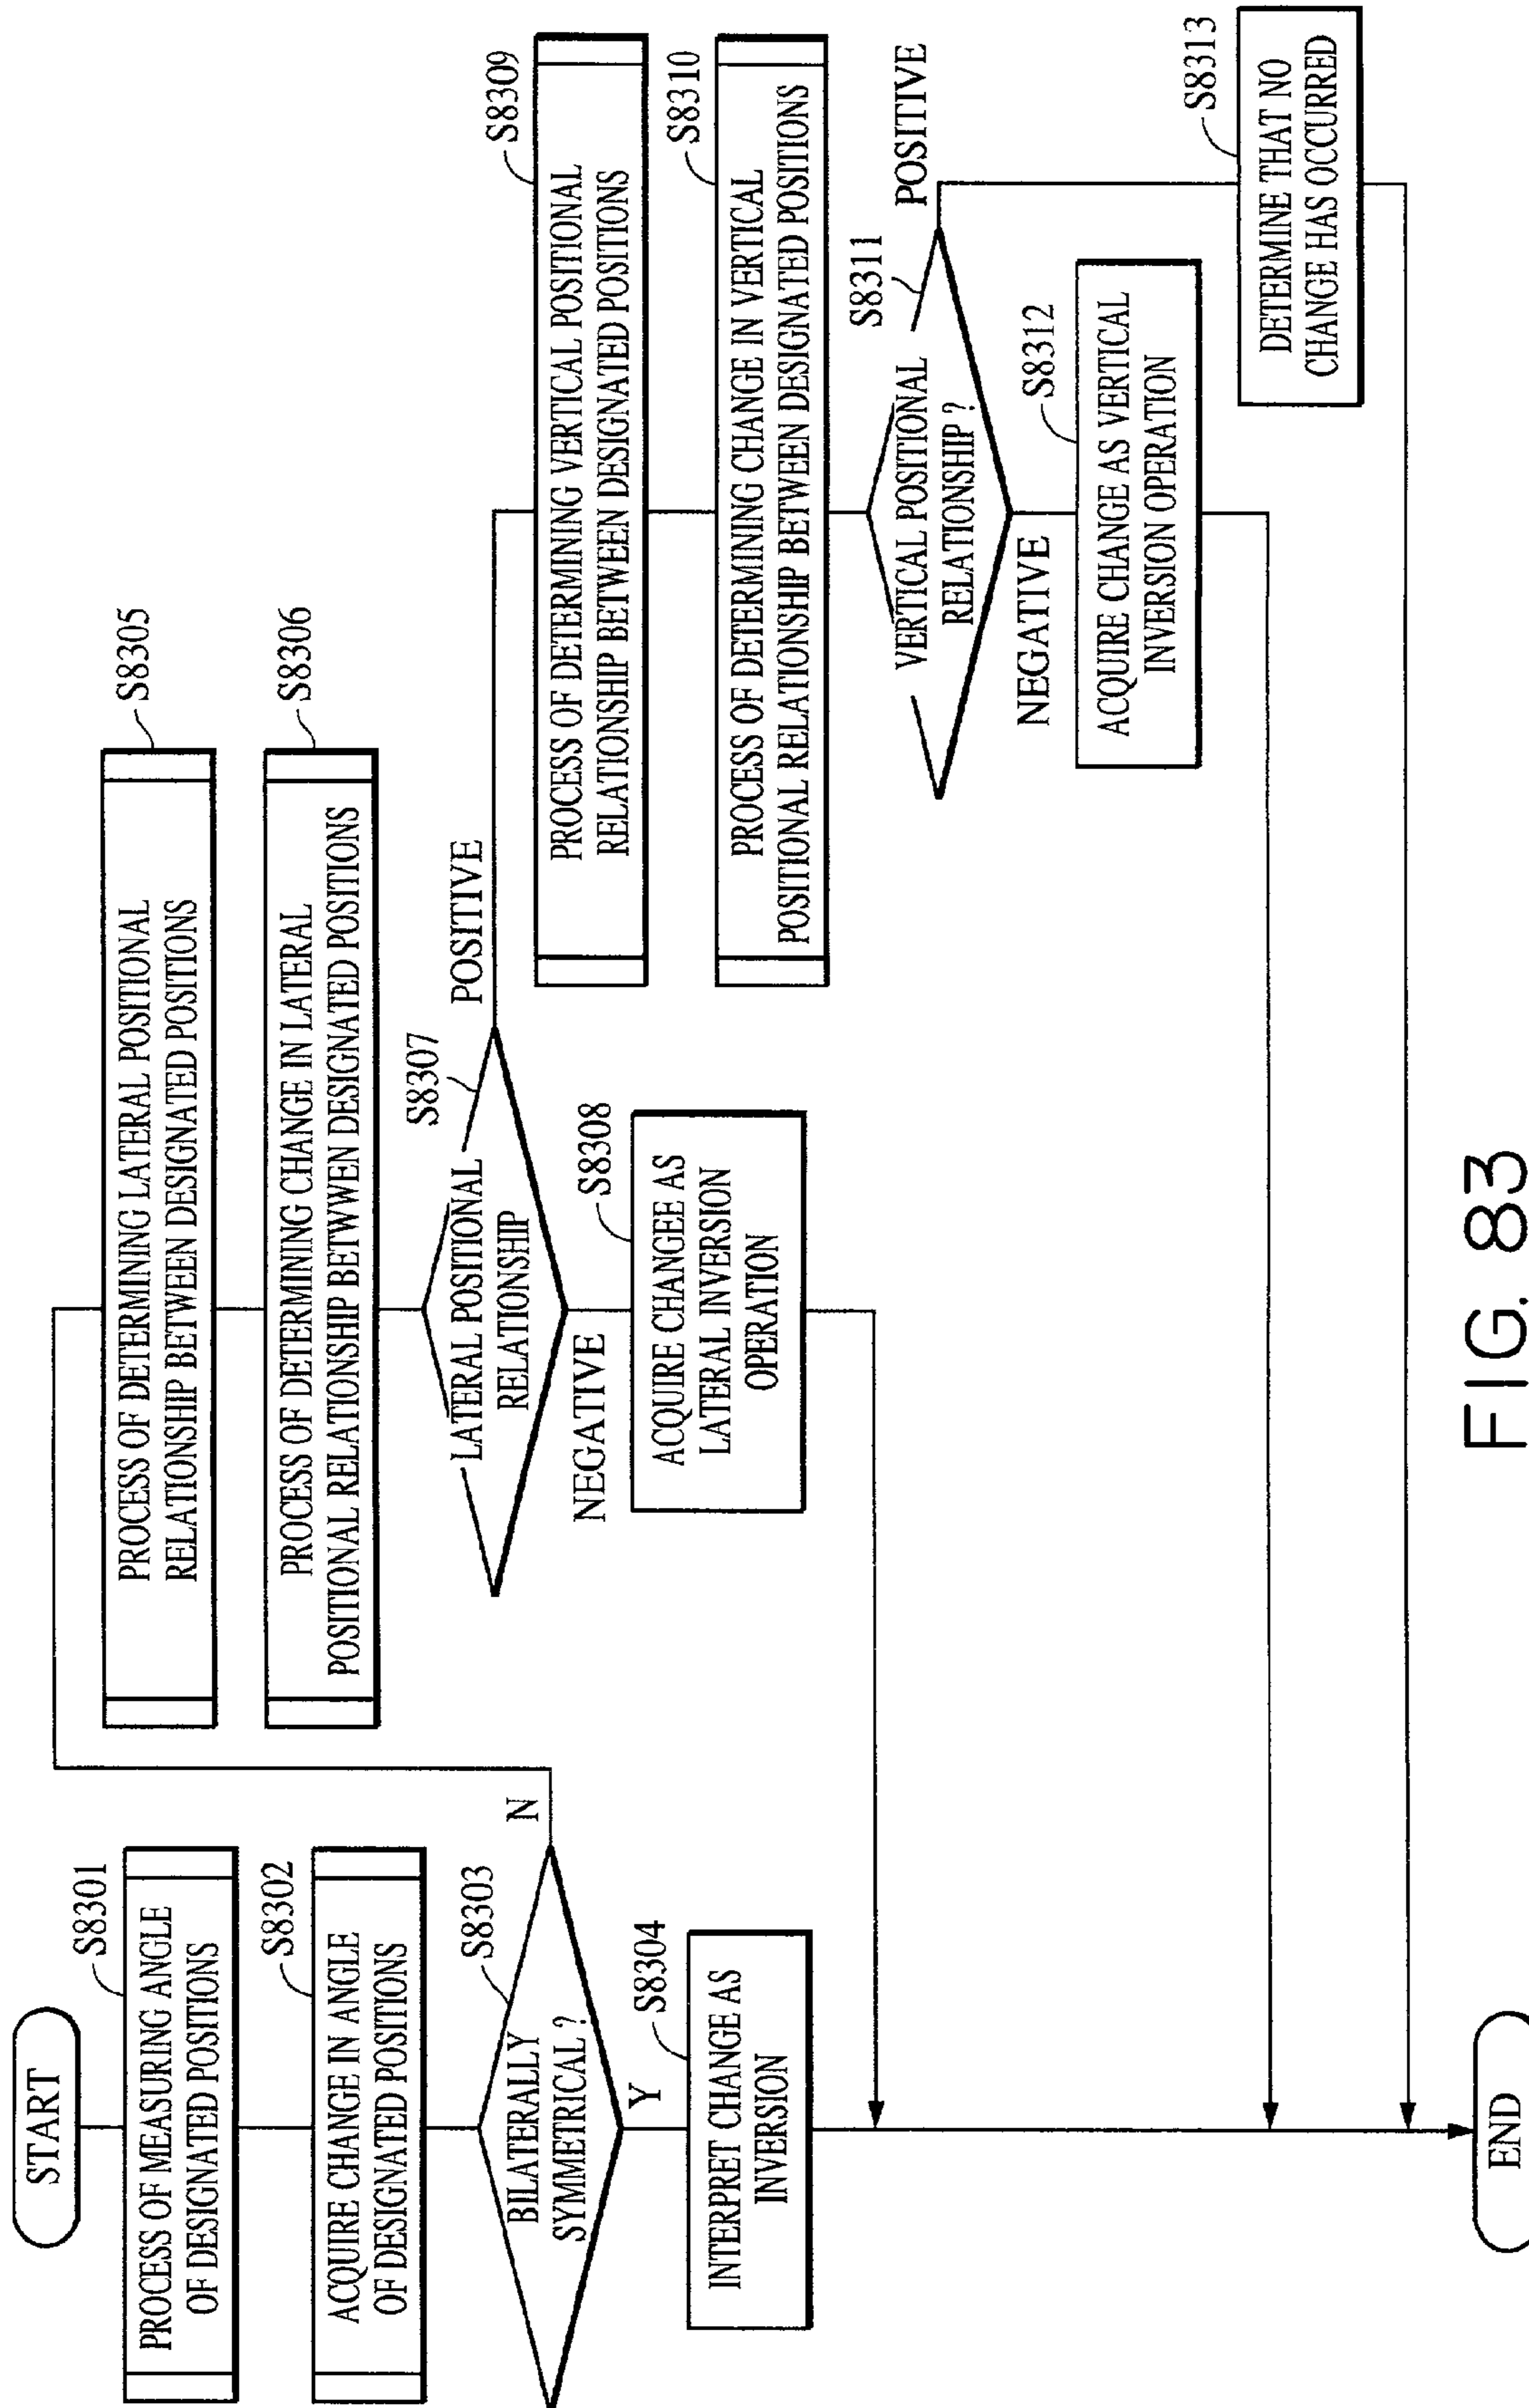 START
S8301
PROCESS OF MEASURING ANGLE
OF DESIGNATED POSITIONS
S8302
ACQUIRE CHANGE IN ANGLE
OF DESIGNATED POSITIONS
S8303
BILATERALLY
SYMMETRICAL ?
N
Y
S8304
INTERPRET CHANGE AS
INVERSION
S8305
PROCESS OF DETERMINING LATERAL POSITIONAL
RELATIONSHIP BETWEEN DESIGNATED POSITIONS
S8306
PROCESS OF DETERMINING CHANGE IN LATERAL
POSITIONAL RELATIONSHIP BETWWEN DESIGNATED POSITIONS
S8307
LATERAL POSITIONAL
RELATIONSHIP
POSITIVE
NEGATIVE
S8308
ACQUIRE CHANGEE AS
LATERAL INVERSION
OPERATION
S8309
PROCESS OF DETERMINING VERTICAL POSITIONAL
RELATIONSHIP BETWEEN DESIGNATED POSITIONS
S8310
PROCESS OF DETERMINING CHANGE IN VERTICAL
POSITIONAL RELATIONSHIP BETWEEN DESIGNATED POSITIONS
S8311
VERTICAL POSITIONAL
RELATIONSHIP ?
POSITIVE
NEGATIVE
S8312
ACQUIRE CHANGE AS VERTICAL
INVERSION OPERATION
S8313
DETERMINE THAT NO
CHANGE HAS OCCURRED
END
FIG. 83